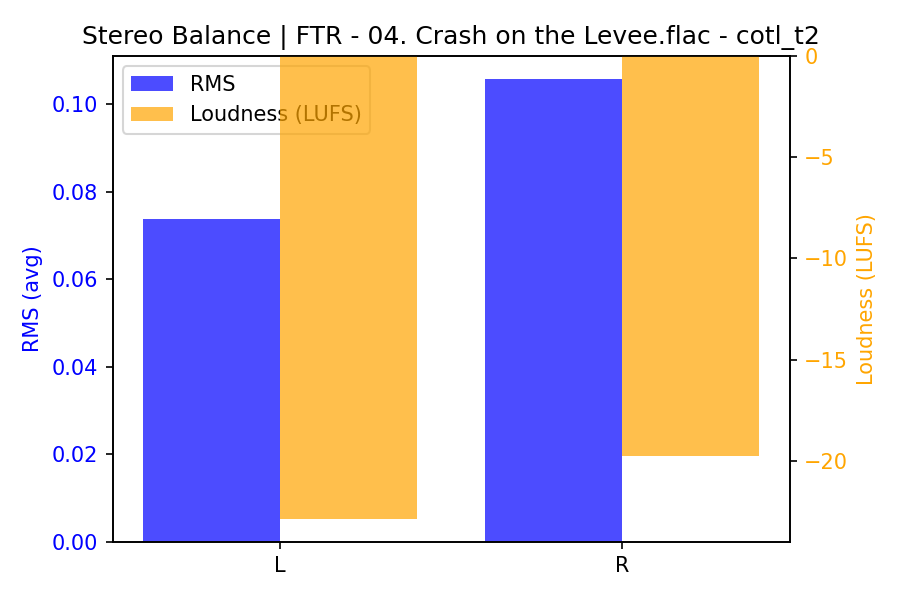 Stereo Balance | FTR - 04. Crash on the Levee.flac - cotl_t2
RMS
Loudness (LUFS)
RMS (avg)
0.10
0.08
0.06
0.04
0.02
0.00
L
R
0
−5
−10
−15
−20
Loudness (LUFS)